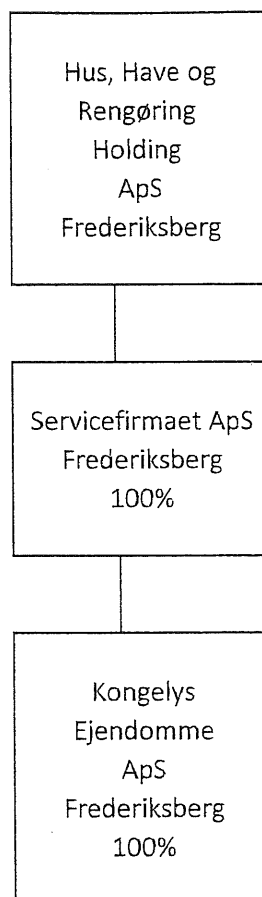 Hus, Have og
Rengøring
Holding
ApS
Frederiksberg
Servicefirmaet ApS
Frederiksberg
100%
Kongelys
Ejendomme
ApS
Frederiksberg
100%